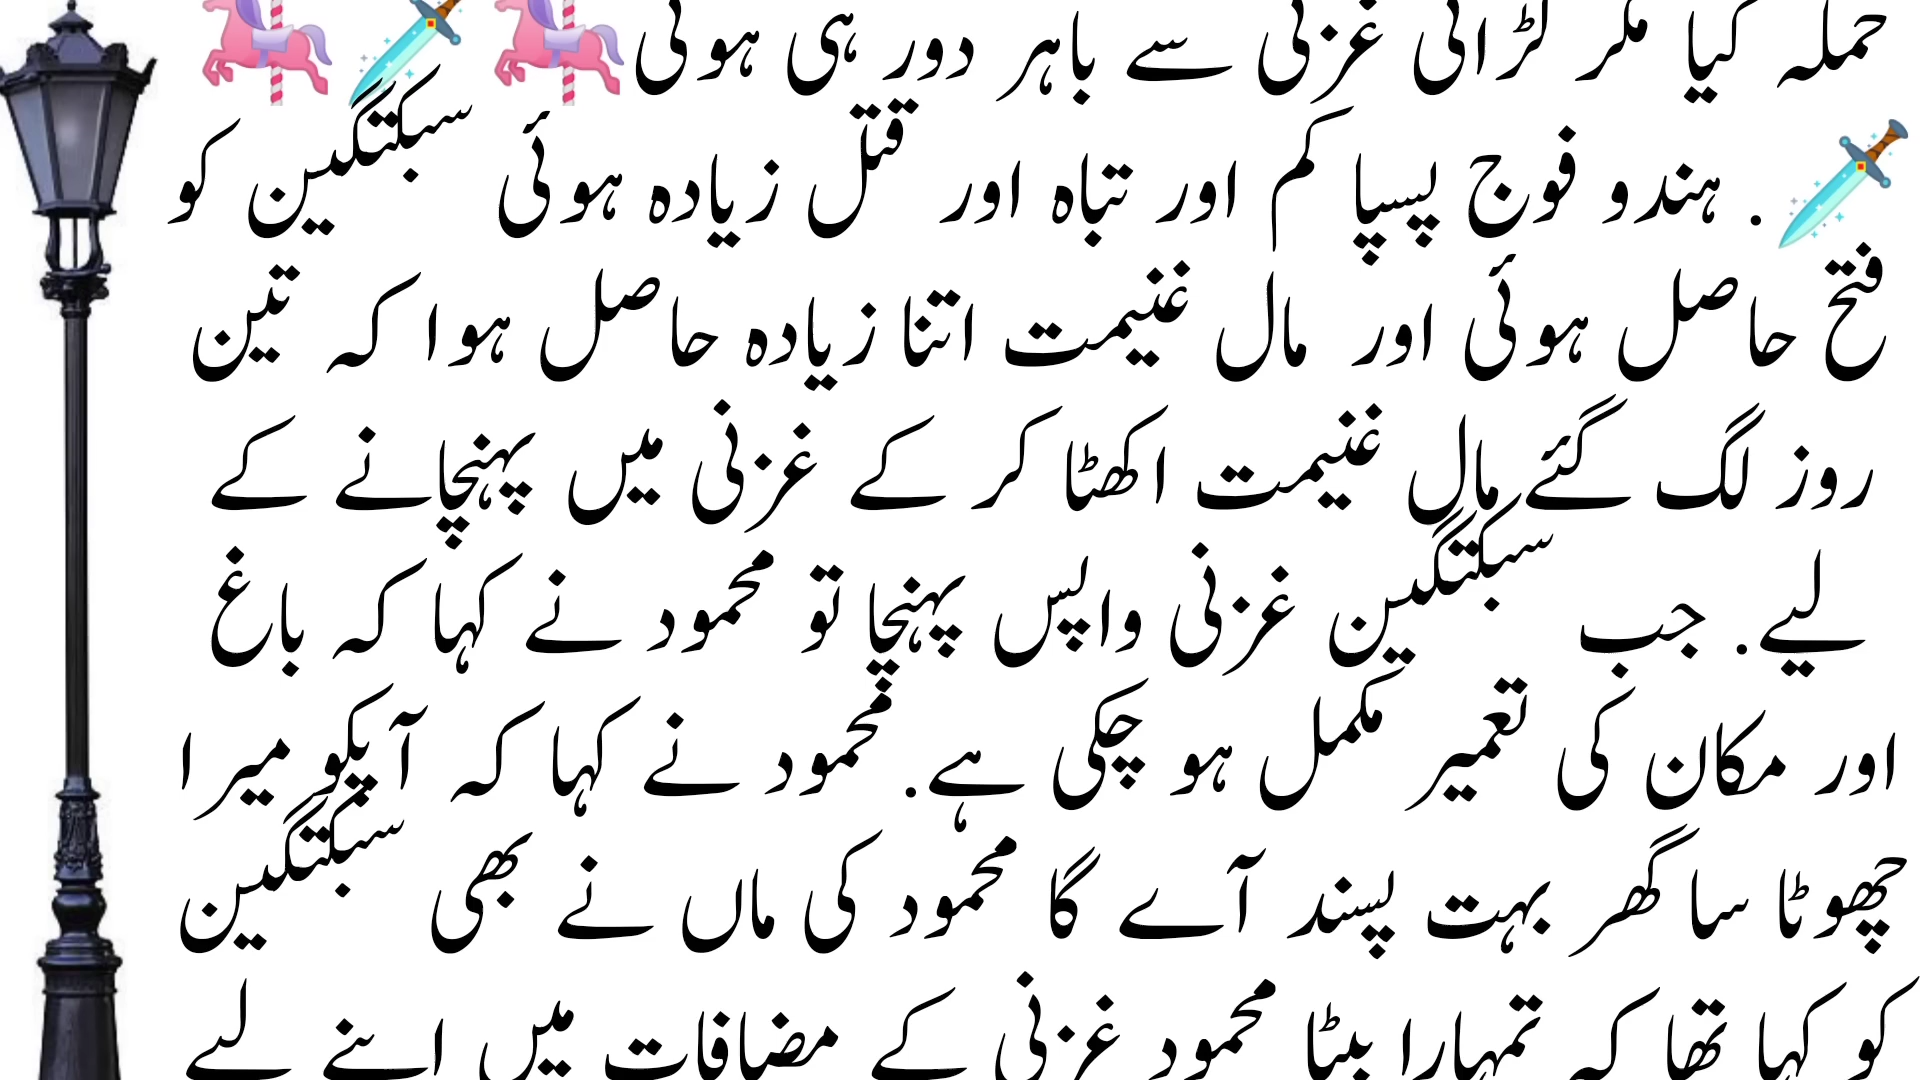 حملہ کیا مگر لڑائی غزنی سے باہر دور ہی ہوئی 🎠🗡️🎠
🗡️. ہندو فوج پسپا کم اور تباہ اور قتل زیادہ ہوئی سبکتگین کو
فتح حاصل ہوئی اور مال غنیمت اتنا زیادہ حاصل ہوا کہ تین
روز لگ گئے مال غنیمت اکھٹا کر کے غزنی میں پہنچانے کے
لیے. جب سبکتگین غزنی واپس پہنچا تو محمود نے کہا کہ باغ
اور مکان کی تعمیر مکمل ہو چکی ہے. محمود نے کہا کہ آپکو میرا
چھوٹا سا گھر بہت پسند آے گا محمود کی ماں نے بھی سبکتگین
کو کہا تھا کہ تمہارا بیٹا محمود غزنی کے مضافات میں اپنے لیے